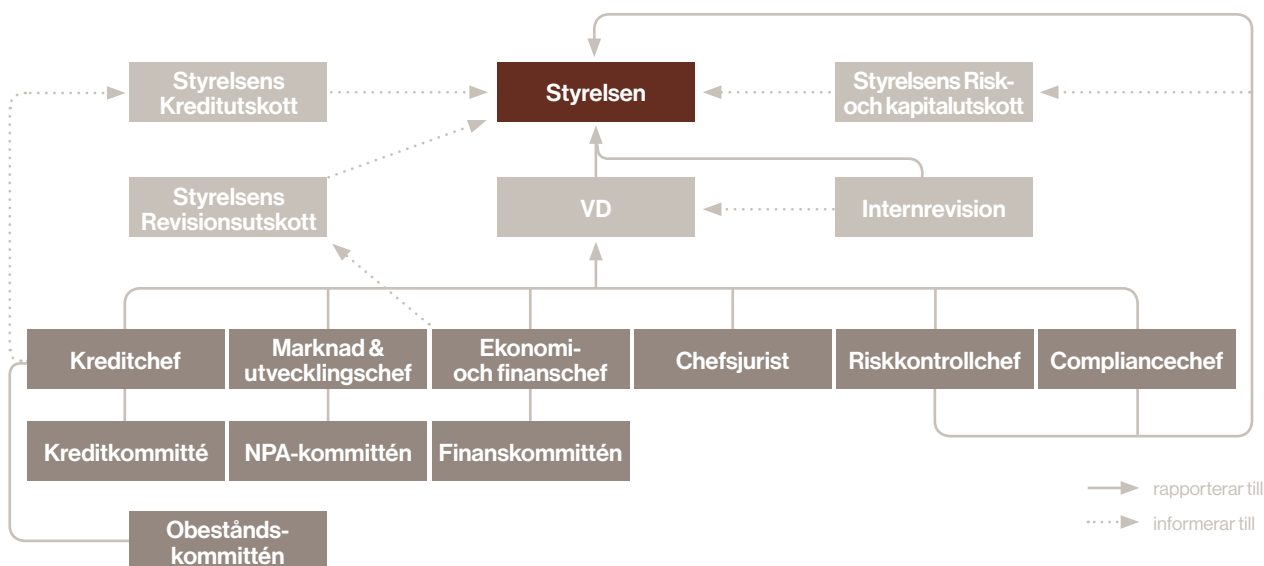 Styrelsens
Kreditutskott
Styrelsen
Styrelsens Risk-
och kapitalutskott
Styrelsens
Revisionsutskott
VD
Internrevision
Kreditchef
Marknad &
utvecklingschef
Ekonomi-
och finanschef
Chefsjurist
Riskkontrollchef
Compliancechef
Kreditkommitté
NPA-kommittén
Finanskommittén
Obestånds-
kommittén
rapporterar till
informerar till